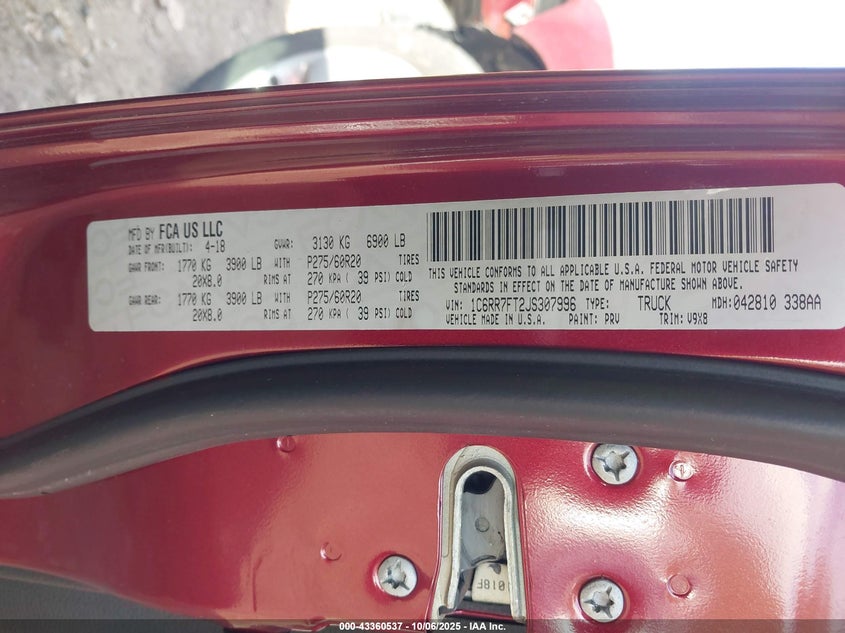 MFD BY FCA US LLC
DATE OF MFR(BUILT): 4-18 GVWR: 3130 KG 6900 LB
GAWR FRONT: 1770 KG 3900 LB WITH P275/60R20 TIRES
20X8.0 RIMS AT 270 KPA( 39 PSI) COLD
GAWR REAR: 1770 KG 3900 LB WITH P275/60R20 TIRES
20X8.0 RIMS AT 270 KPA( 39 PSI) COLD
THIS VEHICLE CONFORMS TO ALL APPLICABLE U.S.A. FEDERAL MOTOR VEHICLE SAFETY
STANDARDS IN EFFECT ON THE DATE OF MANUFACTURE SHOWN ABOVE.
VIN: 1C6RR7FT2JS307996 TYPE: TRUCK MDH: 042810 338AA
VEHICLE MADE IN U.S.A. PAINT: PRV TRIM: V9X8
018F
000-43360537 - 10/06/2025 - IAA Inc.